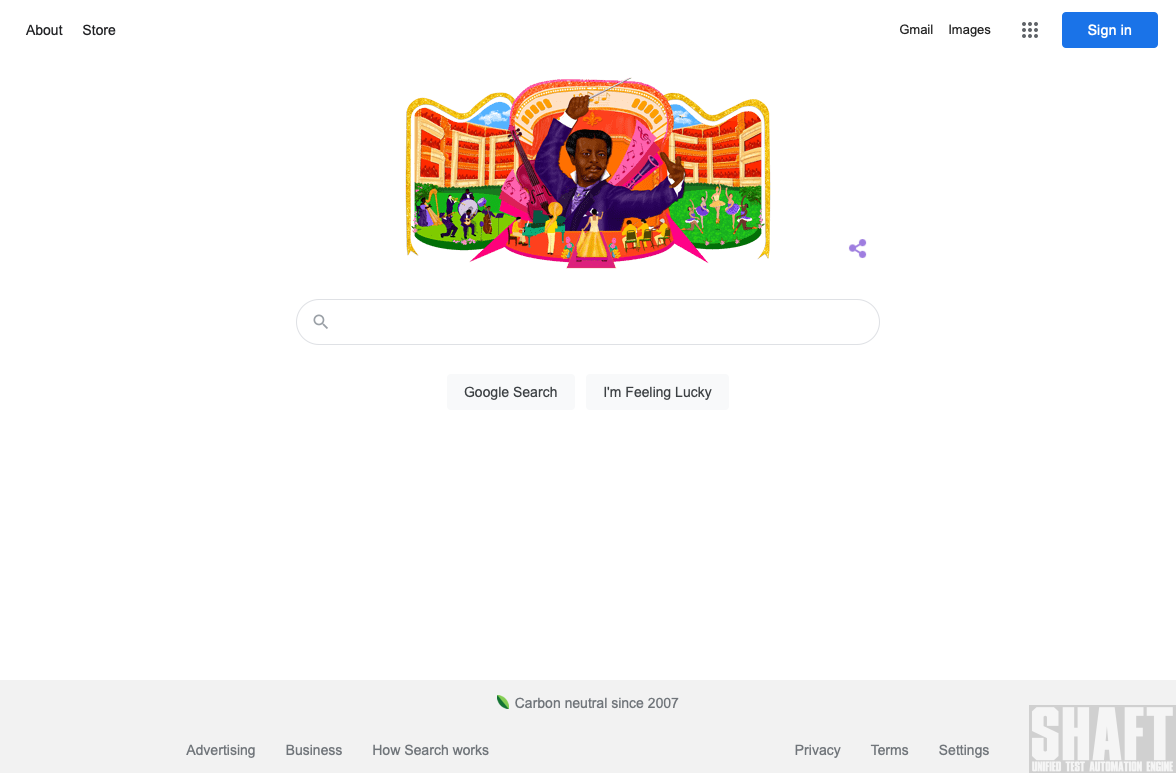 About Store
Gmail Images
Sign in
Google Search
I'm Feeling Lucky
Carbon neutral since 2007
Advertising Business How Search works
Privacy Terms Settings
SHAFT
UNIFIED TEST AUTOMATION ENGINE